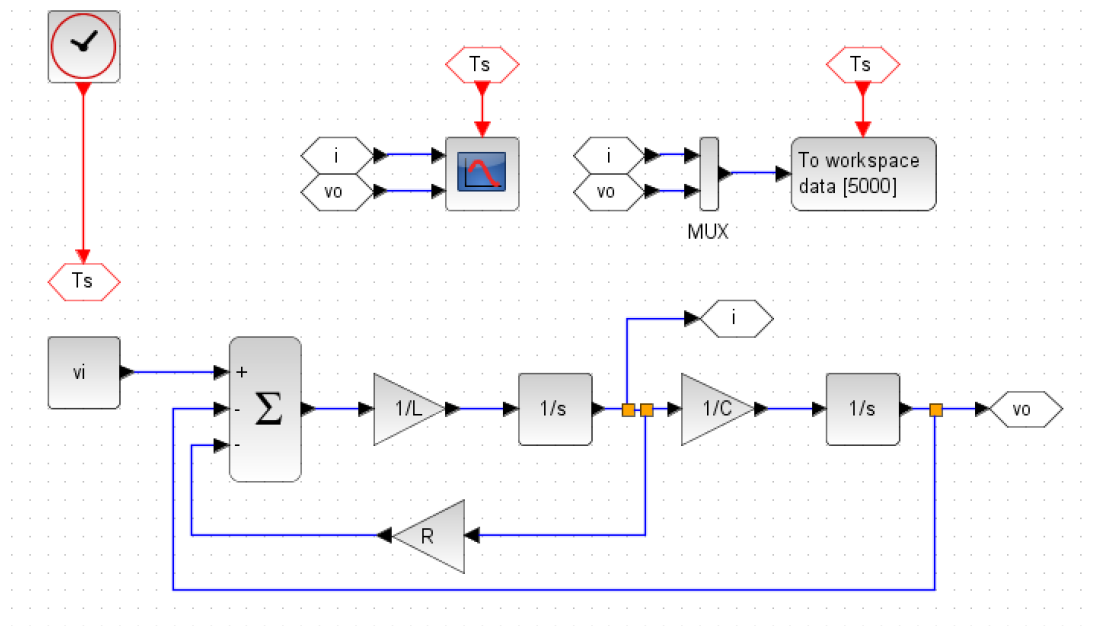 Ts
Ts
i
vo
i
vo
To workspace
data [5000]
MUX
Ts
i
vi
+
-
-
Σ
1/L
1/s
1/C
1/s
vo
R